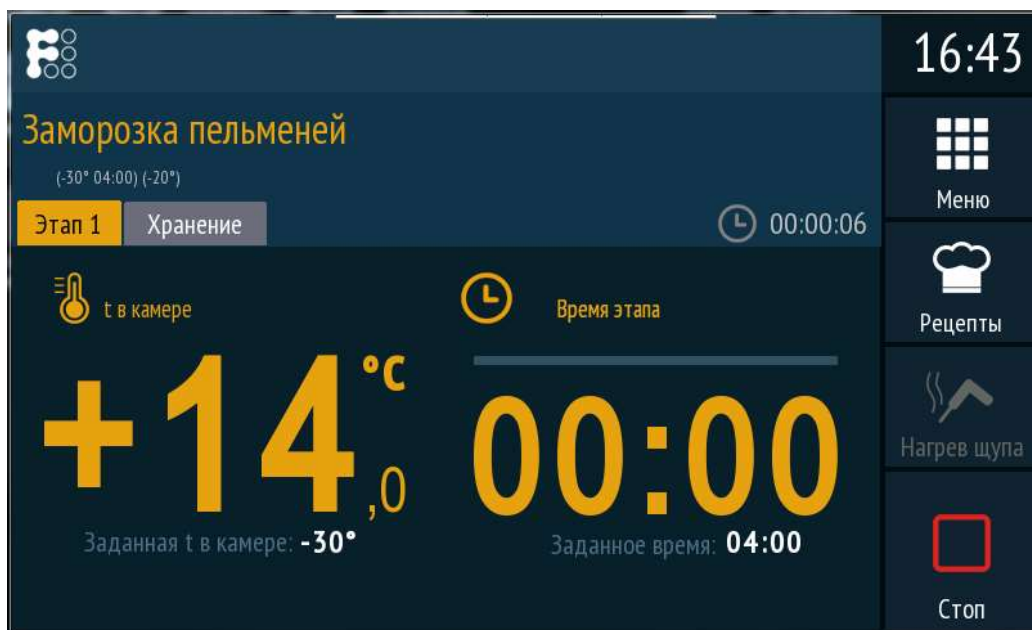 16:43
Заморозка пельменей
(-30° 04:00) (-20°)
Этап 1
Хранение
00:00:06
Меню
Рецепты
Нагрев щупа
Стоп
t в камере
+14,0 °C
Заданная t в камере: -30°
Время этапа
00:00
Заданное время: 04:00